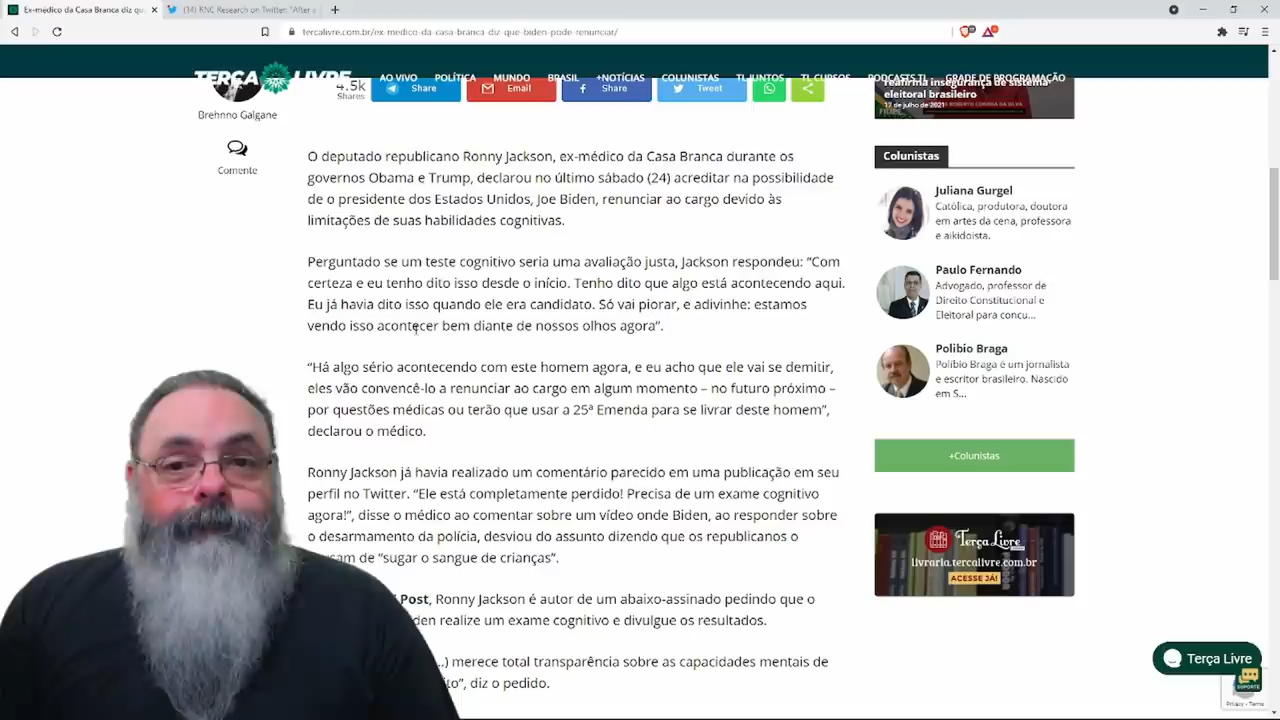 Ex-médico da Casa Branca diz qu
(14) RNC Research on Twitter: "After
tercalivre.com.br/ex-medico-da-casa-branca-diz-que-biden-pode-renunciar/
TERÇA LIVRE
AO VIVO POLÍTICA MUNDO BRASIL +NOTÍCIAS COLUNISTAS TL JUNTOS TL CURSOS PODCASTS TL GRADE DE PROGRAMAÇÃO
4.5k
Shares
Share
Email
Share
Tweet
Brehnno Galgane
Comente
O deputado republicano Ronny Jackson, ex-médico da Casa Branca durante os
governos Obama e Trump, declarou no último sábado (24) acreditar na possibilidade
de o presidente dos Estados Unidos, Joe Biden, renunciar ao cargo devido às
limitações de suas habilidades cognitivas.
Perguntado se um teste cognitivo seria uma avaliação justa, Jackson respondeu: “Com
certeza e eu tenho dito isso desde o início. Tenho dito que algo está acontecendo aqui.
Eu já havia dito isso quando ele era candidato. Só vai piorar, e adivinhe: estamos
vendo isso acontecer bem diante de nossos olhos agora”.
“Há algo sério acontecendo com este homem agora, e eu acho que ele vai se demitir,
eles vão convencê-lo a renunciar ao cargo em algum momento – no futuro próximo –
por questões médicas ou terão que usar a 25ª Emenda para se livrar deste homem”,
declarou o médico.
Ronny Jackson já havia realizado um comentário parecido em uma publicação em seu
perfil no Twitter. “Ele está completamente perdido! Precisa de um exame cognitivo
agora!”, disse o médico ao comentar sobre um vídeo onde Biden, ao responder sobre
o desarmamento da polícia, desviou do assunto dizendo que os republicanos o
de “sugar o sangue de crianças”.
Post, Ronny Jackson é autor de um abaixo-assinado pedindo que o
realize um exame cognitivo e divulgue os resultados.
merece total transparência sobre as capacidades mentais de
diz o pedido.
reafirma insegurança de sistema
eleitoral brasileiro
17 de julho de 2021
Colunistas
Juliana Gurgel
Católica, produtora, doutora
em artes da cena, professora
e aikidoista.
Paulo Fernando
Advogado, professor de
Direito Constitucional e
Eleitoral para concu...
Polibio Braga
Políbio Braga é um jornalista
e escritor brasileiro. Nascido
em S...
+Colunistas
Terça Livre
livraria.tercalivre.com.br
ACESSE JÁ!
Terça Livre
SUPORTE
Privacy - Terms